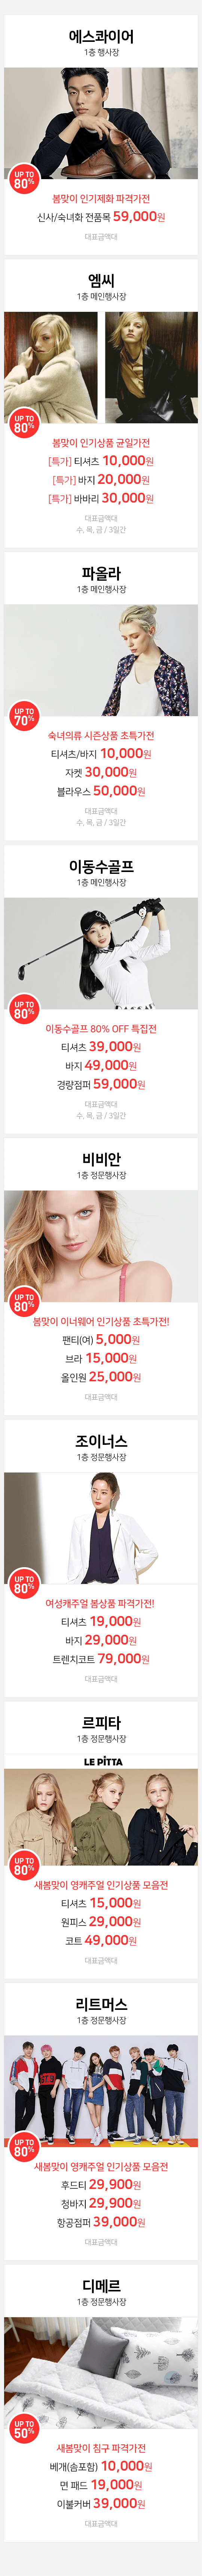 에스콰이어
1층 행사장
UP TO
80%
봄맞이 인기제화 파격가전
신사/숙녀화 전품목 59,000원
대표금액대
엠씨
1층 메인행사장
UP TO
80%
봄맞이 인기상품 균일가전
[특가] 티셔츠 10,000원
[특가] 바지 20,000원
[특가] 바바리 30,000원
대표금액대
수, 목, 금 / 3일간
파올라
1층 메인행사장
UP TO
70%
숙녀의류 시즌상품 초특가전
티셔츠/바지 10,000원
자켓 30,000원
블라우스 50,000원
대표금액대
수, 목, 금 / 3일간
이동수골프
1층 메인행사장
UP TO
80%
이동수골프 80% OFF 특집전
티셔츠 39,000원
바지 49,000원
경량점퍼 59,000원
대표금액대
수, 목, 금 / 3일간
비비안
1층 정문행사장
UP TO
80%
봄맞이 이너웨어 인기상품 초특가전!
팬티(여) 5,000원
브라 15,000원
올인원 25,000원
대표금액대
조이너스
1층 정문행사장
UP TO
80%
여성캐주얼 봄상품 파격가전!
티셔츠 19,000원
바지 29,000원
트렌치코트 79,000원
대표금액대
르피타
1층 정문행사장
LE PITTA
UP TO
80%
새봄맞이 영캐주얼 인기상품 모음전
티셔츠 15,000원
원피스 29,000원
코트 49,000원
대표금액대
리트머스
1층 정문행사장
UP TO
80%
새봄맞이 영캐주얼 인기상품 모음전
후드티 29,900원
청바지 29,900원
항공점퍼 39,000원
대표금액대
디메르
1층 정문행사장
UP TO
50%
새봄맞이 침구 파격가전
베개(솜포함) 10,000원
면 패드 19,000원
이불커버 39,000원
대표금액대